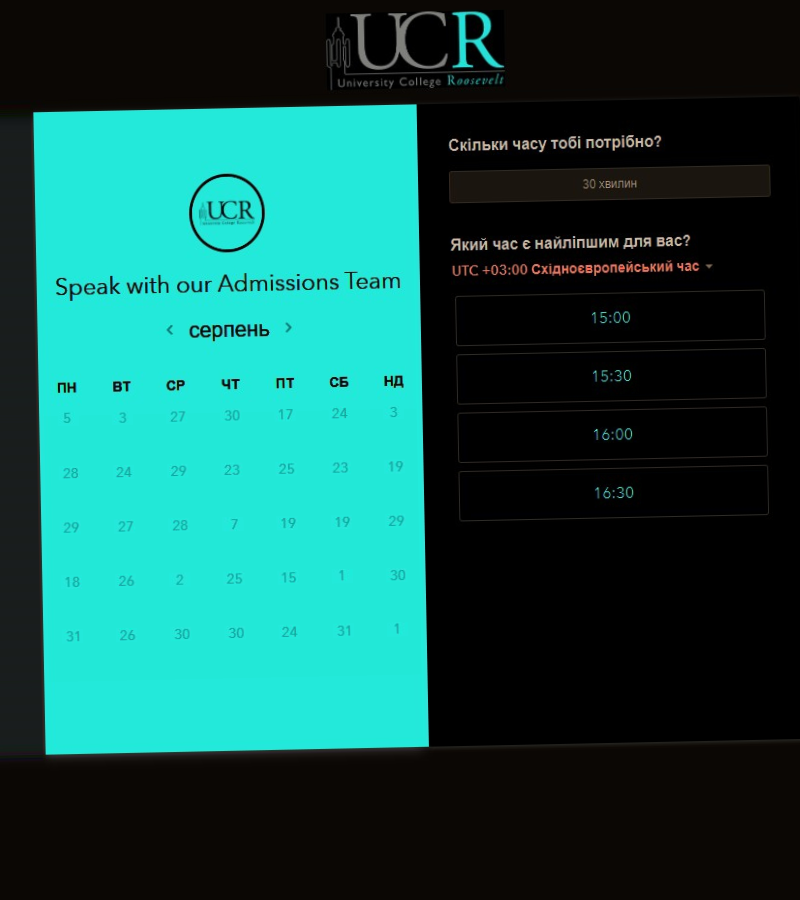 UCR
University College Roosevelt
UCR
University College Roosevelt
Speak with our Admissions Team
серпень
ПН ВТ СР ЧТ ПТ СБ НД
5 3 27 30 17 24 3
28 24 29 23 25 23 19
29 27 28 7 19 19 29
18 26 2 25 15 1 30
31 26 30 30 24 31 1
Скільки часу тобі потрібно?
30 хвилин
Який час є найліпшим для вас?
UTC +03:00 Східноєвропейський час
15:00
15:30
16:00
16:30